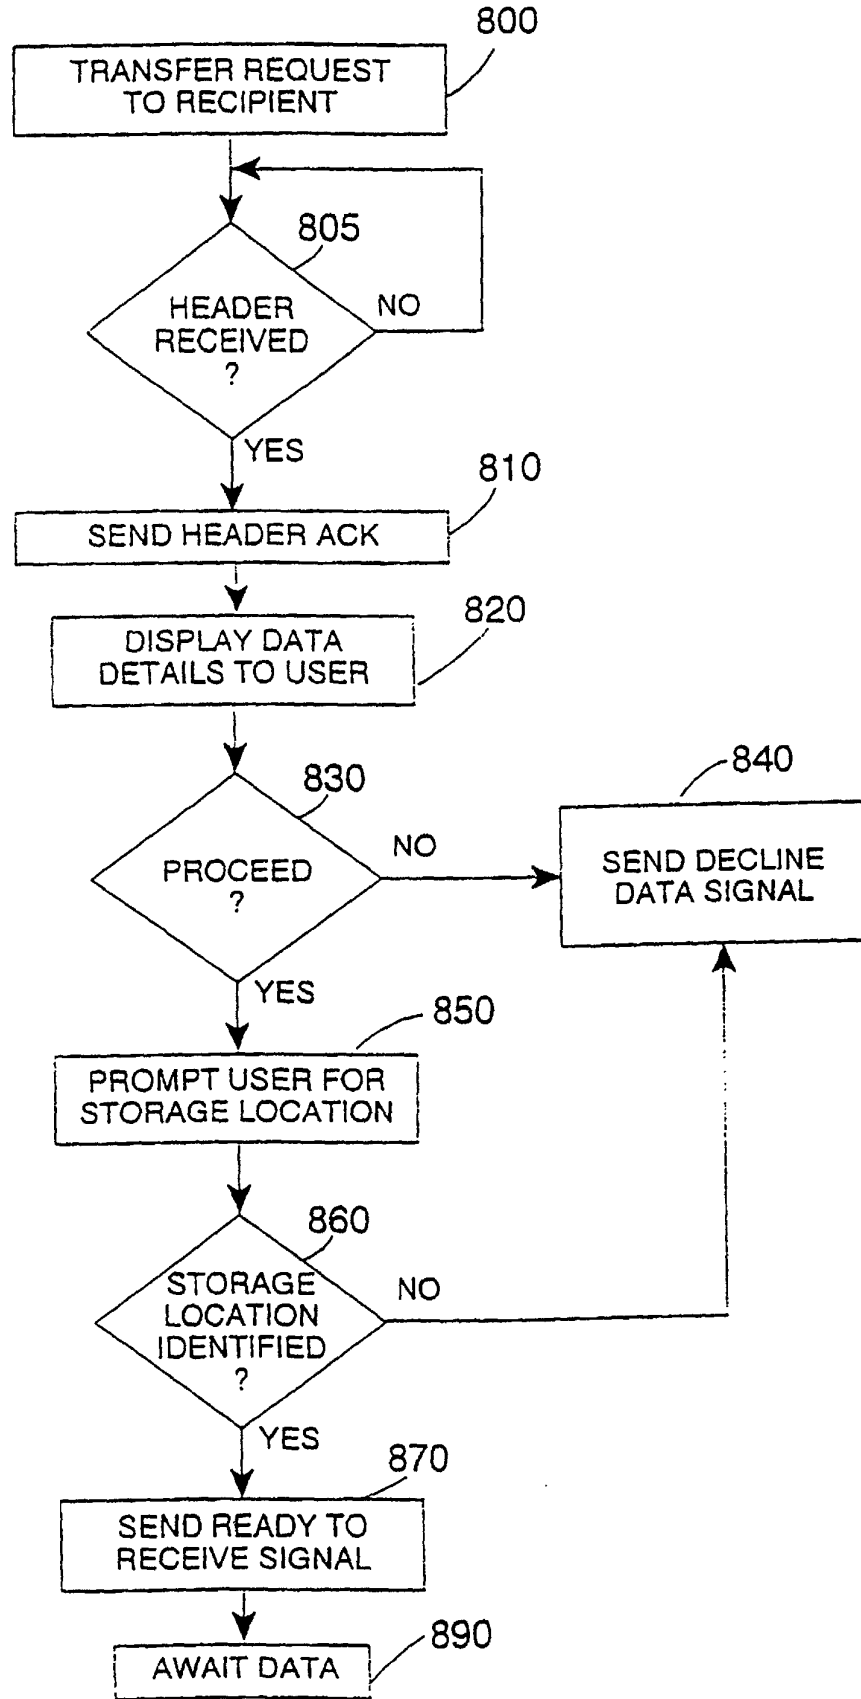 800
TRANSFER REQUEST
TO RECIPIENT
805
HEADER
RECEIVED
?
NO
YES
810
SEND HEADER ACK
820
DISPLAY DATA
DETAILS TO USER
830
PROCEED
?
NO
840
SEND DECLINE
DATA SIGNAL
YES
850
PROMPT USER FOR
STORAGE LOCATION
860
STORAGE
LOCATION
IDENTIFIED
?
NO
YES
870
SEND READY TO
RECEIVE SIGNAL
890
AWAIT DATA